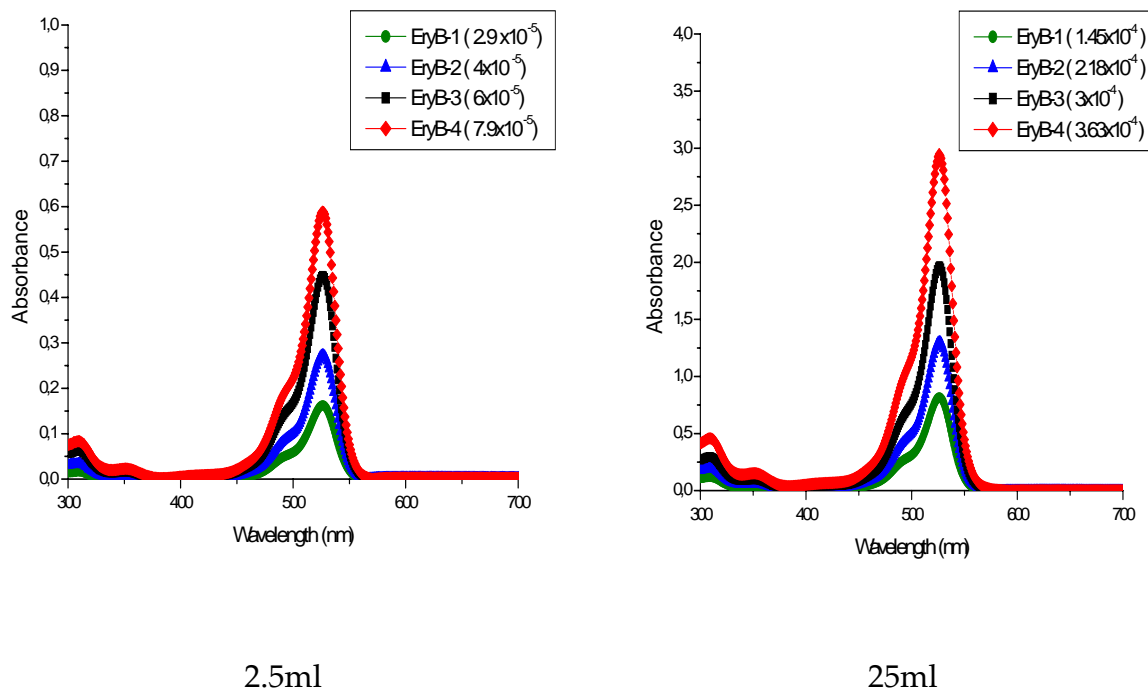 1,0
0,9
0,8
0,7
0,6
0,5
0,4
0,3
0,2
0,1
0,0
300 400 500 600 700
Absorbance
Wavelength (nm)
EryB-1 ( 2.9x10⁻⁵)
EryB-2 ( 4x10⁻⁵)
EryB-3 ( 6x10⁻⁵)
EryB-4 ( 7.9x10⁻⁵)
2.5ml
4,0
3,5
3,0
2,5
2,0
1,5
1,0
0,5
0,0
300 400 500 600 700
Absorbance
Wavelength (nm)
EryB-1 ( 1.45x10⁻⁴)
EryB-2 ( 2.18x10⁻⁴)
EryB-3 ( 3x10⁻⁴)
EryB-4 ( 3.63x10⁻⁴)
25ml